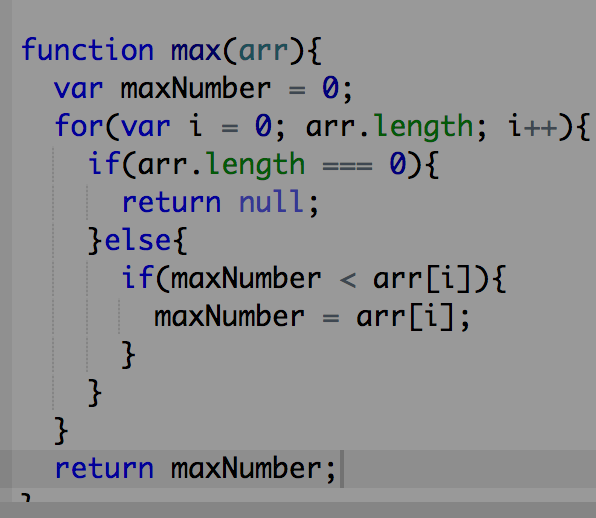 function max(arr){
  var maxNumber = 0;
  for(var i = 0; arr.length; i++){
    if(arr.length === 0){
      return null;
    }else{
      if(maxNumber < arr[i]){
        maxNumber = arr[i];
      }
    }
  }
  return maxNumber;
}